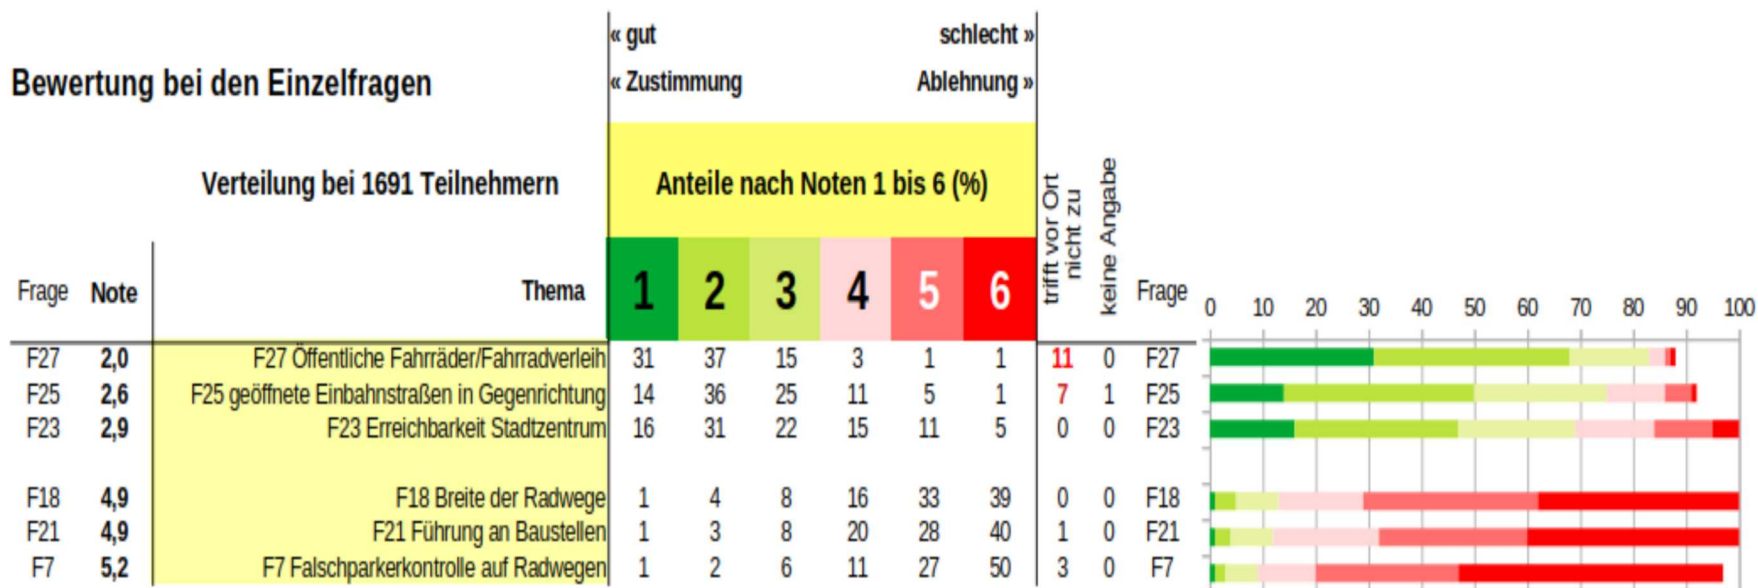 « gut schlecht »
Bewertung bei den Einzelfragen « Zustimmung Ablehnung »
Verteilung bei 1691 Teilnehmern Anteile nach Noten 1 bis 6 (%) trifft vor Ort nicht zu keine Angabe
Frage Note Thema 1 2 3 4 5 6 Frage 0 10 20 30 40 50 60 70 80 90 100
F27 2,0 F27 Öffentliche Fahrräder/Fahrradverleih 31 37 15 3 1 1 11 0 F27
F25 2,6 F25 geöffnete Einbahnstraßen in Gegenrichtung 14 36 25 11 5 1 7 1 F25
F23 2,9 F23 Erreichbarkeit Stadtzentrum 16 31 22 15 11 5 0 0 F23
F18 4,9 F18 Breite der Radwege 1 4 8 16 33 39 0 0 F18
F21 4,9 F21 Führung an Baustellen 1 3 8 20 28 40 1 0 F21
F7 5,2 F7 Falschparkerkontrolle auf Radwegen 1 2 6 11 27 50 3 0 F7